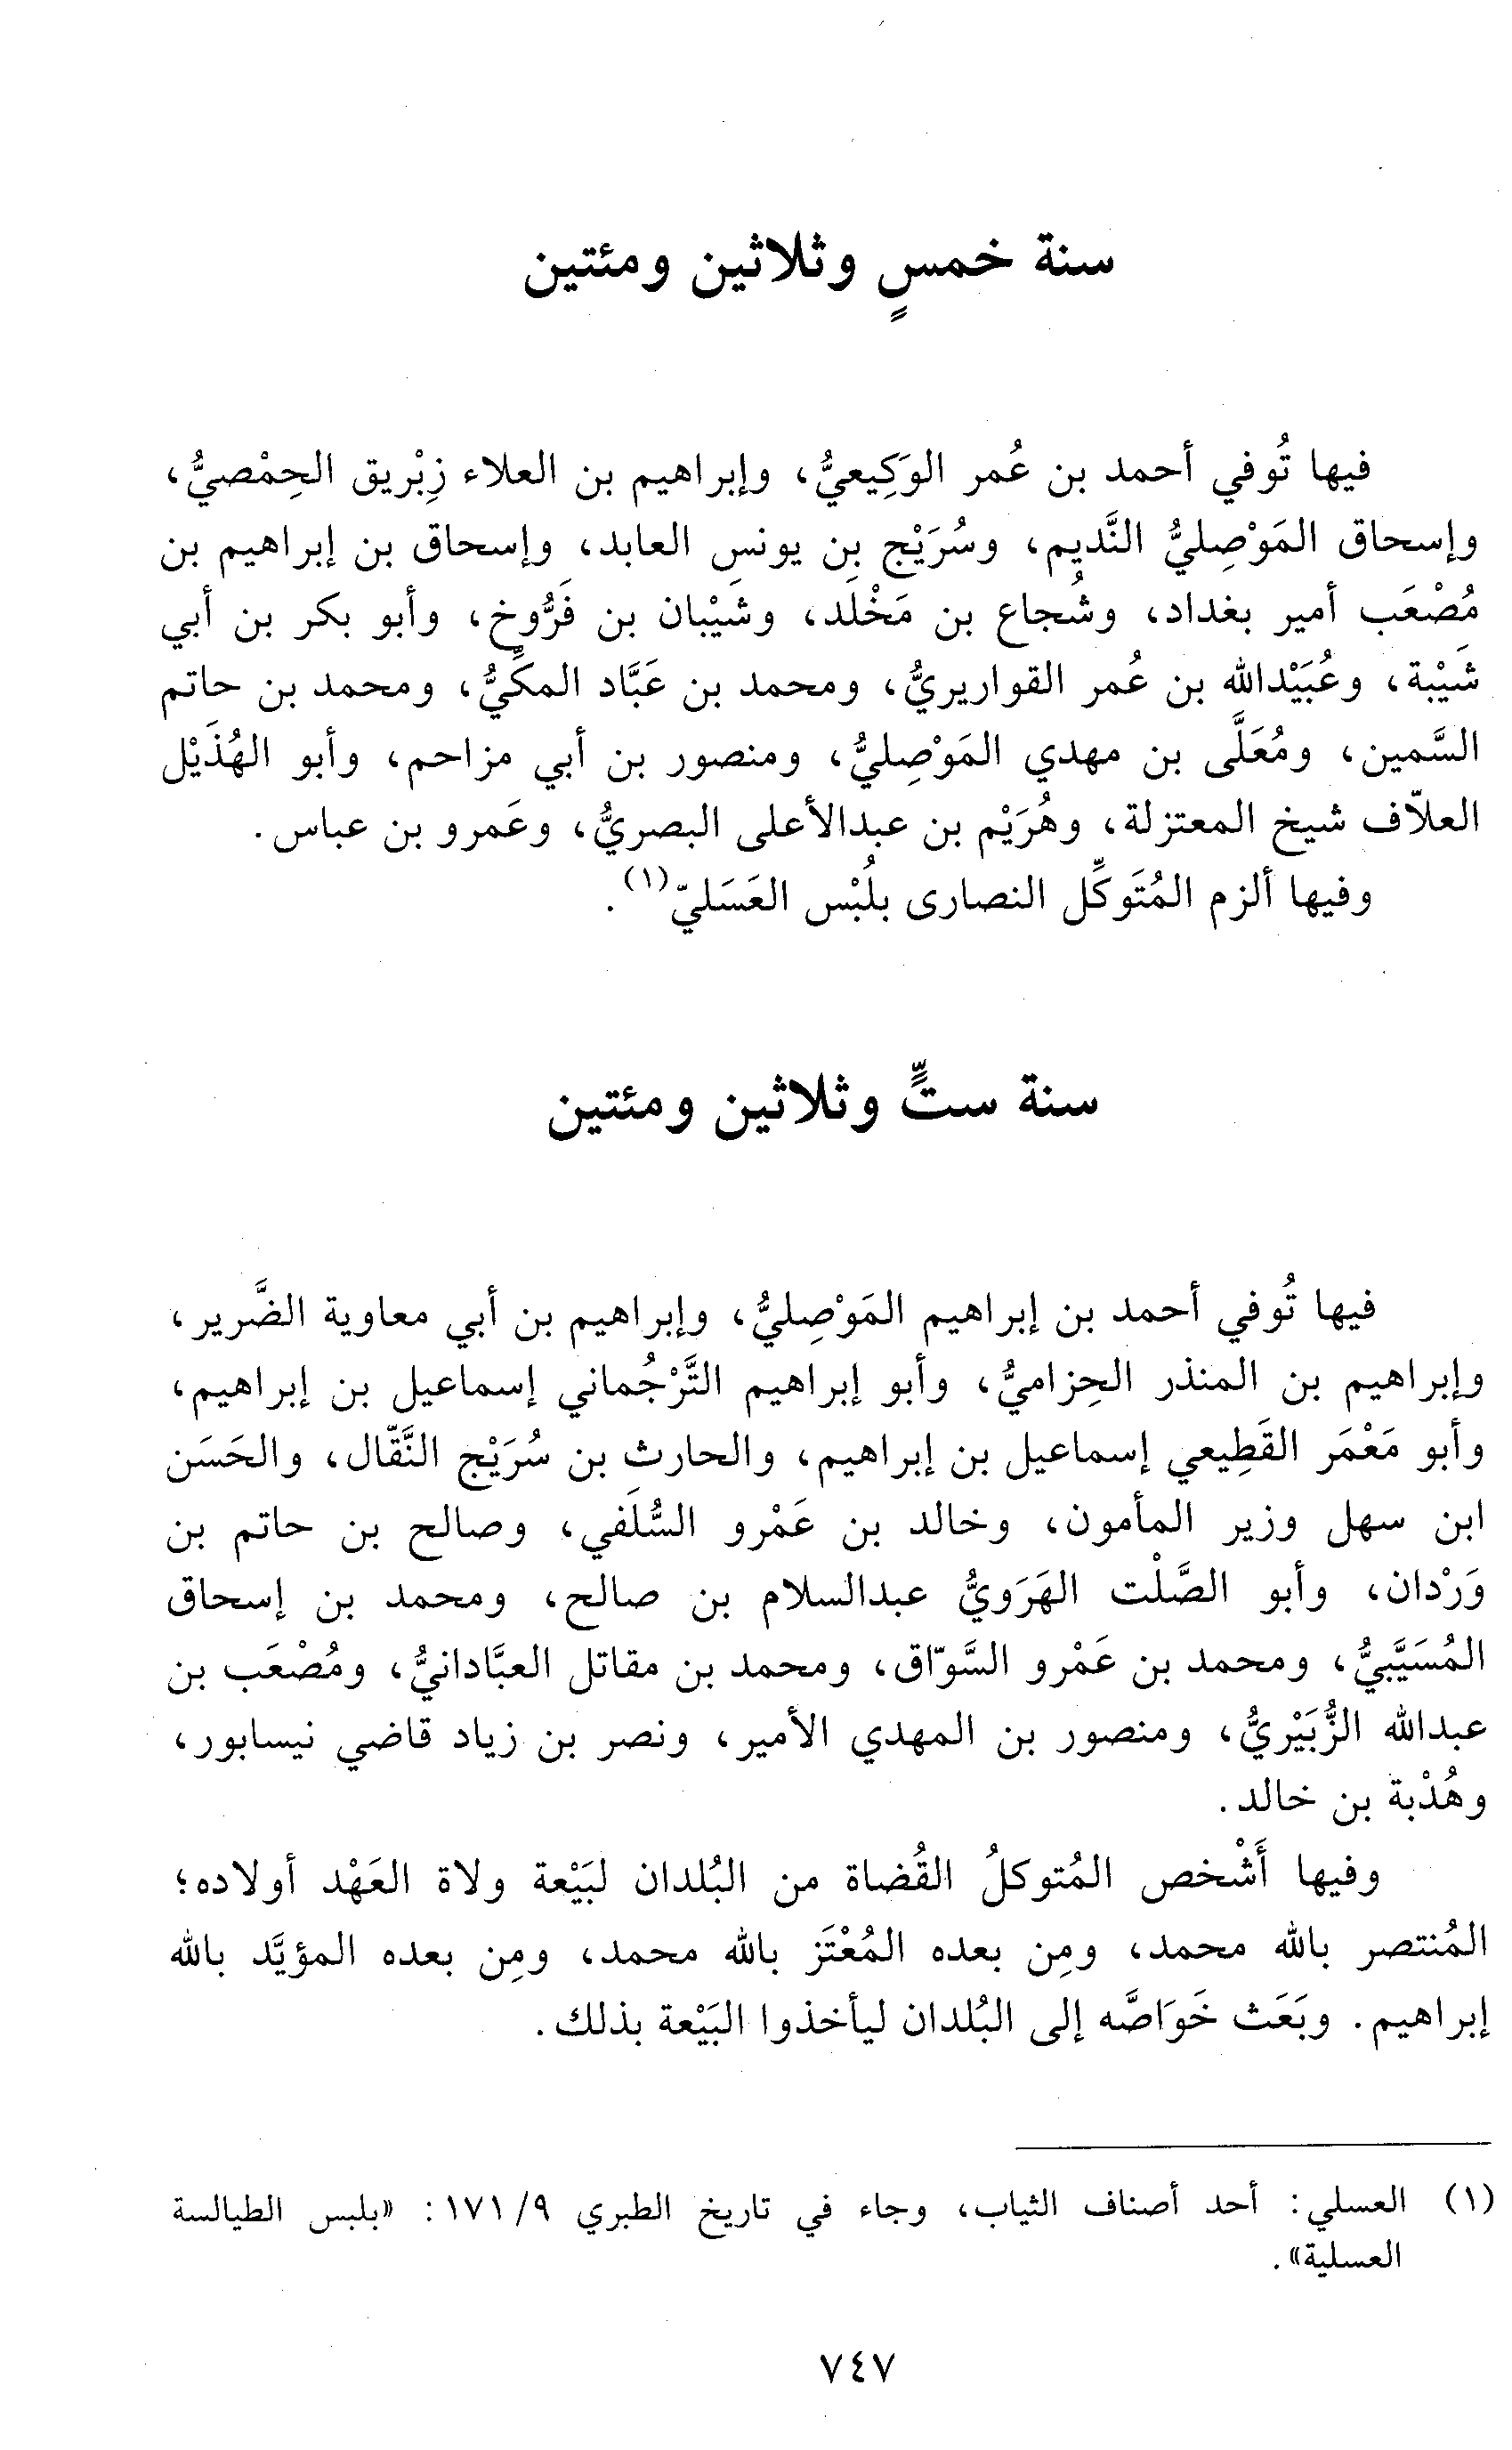 سنة خمسٍ وثلاثين ومئتين
فيها تُوفي أحمد بن عُمر الوَكِيعيُّ، وإبراهيم بن العلاء زِبْريق الحِمْصيُّ،
وإسحاق المَوْصِليُّ النَّديم، وسُرَيْج بن يونس العابد، وإسحاق بن إبراهيم بن
مُصْعَب أمير بغداد، وشُجاع بن مَخْلَد، وشَيْبان بن فَرُّوخ، وأبو بكر بن أبي
شَيْبة، وعُبَيْدالله بن عُمر القواريريُّ، ومحمد بن عَبَّاد المكيُّ، ومحمد بن حاتم
السَّمين، ومُعَلَّى بن مهدي المَوْصِليُّ، ومنصور بن أبي مزاحم، وأبو الهُذَيْل
العلاّف شيخ المعتزلة، وهُرَيْم بن عبدالأعلى البصريُّ، وعَمرو بن عباس.
وفيها ألزم المُتَوكِّل النصارى بلُبْس العَسَليّ(١).
سنة ستٍّ وثلاثين ومئتين
فيها تُوفي أحمد بن إبراهيم المَوْصِليُّ، وإبراهيم بن أبي معاوية الضَّرير،
وإبراهيم بن المنذر الحِزاميُّ، وأبو إبراهيم التَّرْجُماني إسماعيل بن إبراهيم،
وأبو مَعْمَر القَطِيعي إسماعيل بن إبراهيم، والحارث بن سُرَيْج النَّقّال، والحَسَن
ابن سهل وزير المأمون، وخالد بن عَمْرو السُّلَفي، وصالح بن حاتم بن
وَرْدان، وأبو الصَّلْت الهَرَويُّ عبدالسلام بن صالح، ومحمد بن إسحاق
المُسَيَّبيُّ، ومحمد بن عَمْرو السَّوّاق، ومحمد بن مقاتل العبَّادانيُّ، ومُصْعَب بن
عبدالله الزُّبَيْريُّ، ومنصور بن المهدي الأمير، ونصر بن زياد قاضي نيسابور،
وهُدْبة بن خالد.
وفيها أَشْخص المُتوكلُ القُضاة من البُلدان لبَيْعة ولاة العَهْد أولاده؛
المُنتصر بالله محمد، ومِن بعده المُعْتَز بالله محمد، ومِن بعده المؤيَّد بالله
إبراهيم. وبَعَث خَوَاصَّه إلى البُلدان ليأخذوا البَيْعة بذلك.
(١) العسلي: أحد أصناف الثياب، وجاء في تاريخ الطبري ٩/ ١٧١: «بلبس الطيالسة
العسلية».
٧٤٧